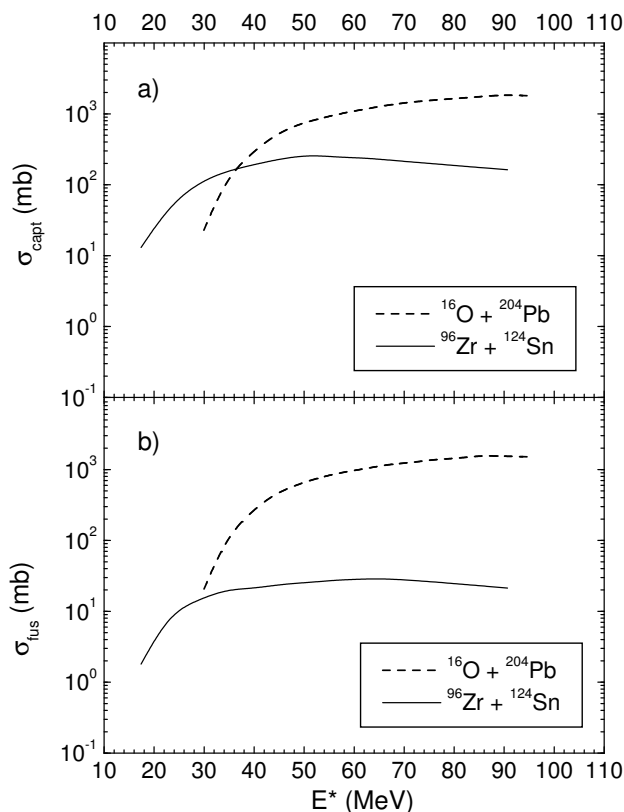 10 20 30 40 50 60 70 80 90 100 110
a)
10³
10²
10¹
10⁰
10⁻¹
σcapt (mb)
¹⁶O + ²⁰⁴Pb
⁹⁶Zr + ¹²⁴Sn
b)
10³
10²
10¹
10⁰
10⁻¹
σfus (mb)
¹⁶O + ²⁰⁴Pb
⁹⁶Zr + ¹²⁴Sn
10 20 30 40 50 60 70 80 90 100 110
E* (MeV)